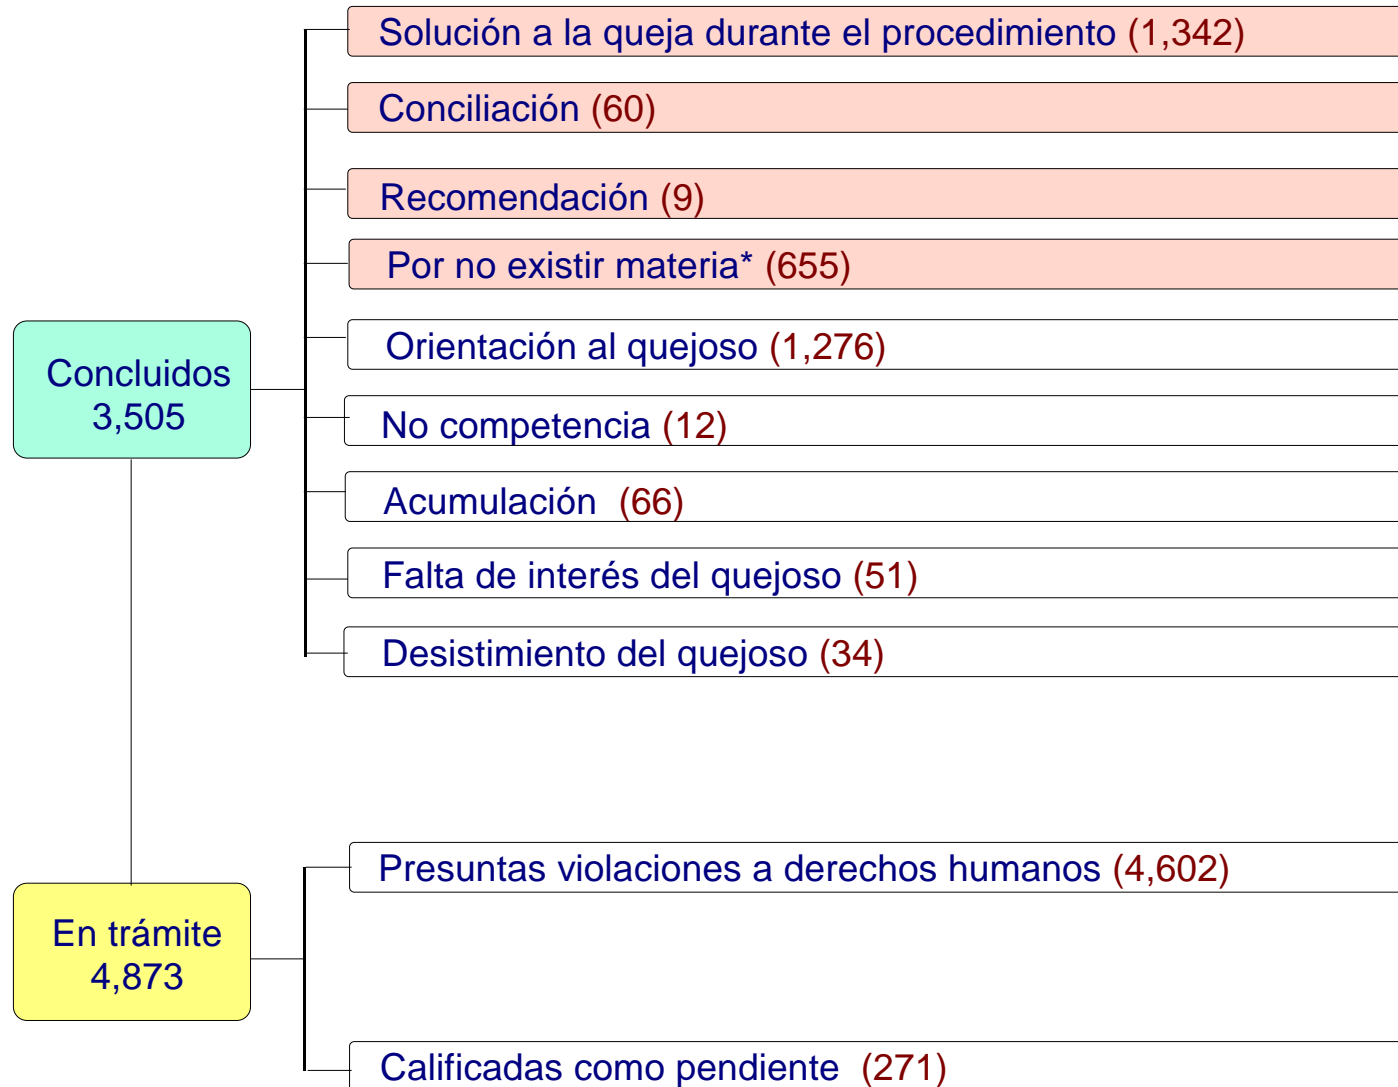 Solución a la queja durante el procedimiento (1,342)
Conciliación (60)
Recomendación (9)
Por no existir materia* (655)
Orientación al quejoso (1,276)
Concluidos
3,505
No competencia (12)
Acumulación (66)
Falta de interés del quejoso (51)
Desistimiento del quejoso (34)
Presuntas violaciones a derechos humanos (4,602)
En trámite
4,873
Calificadas como pendiente (271)